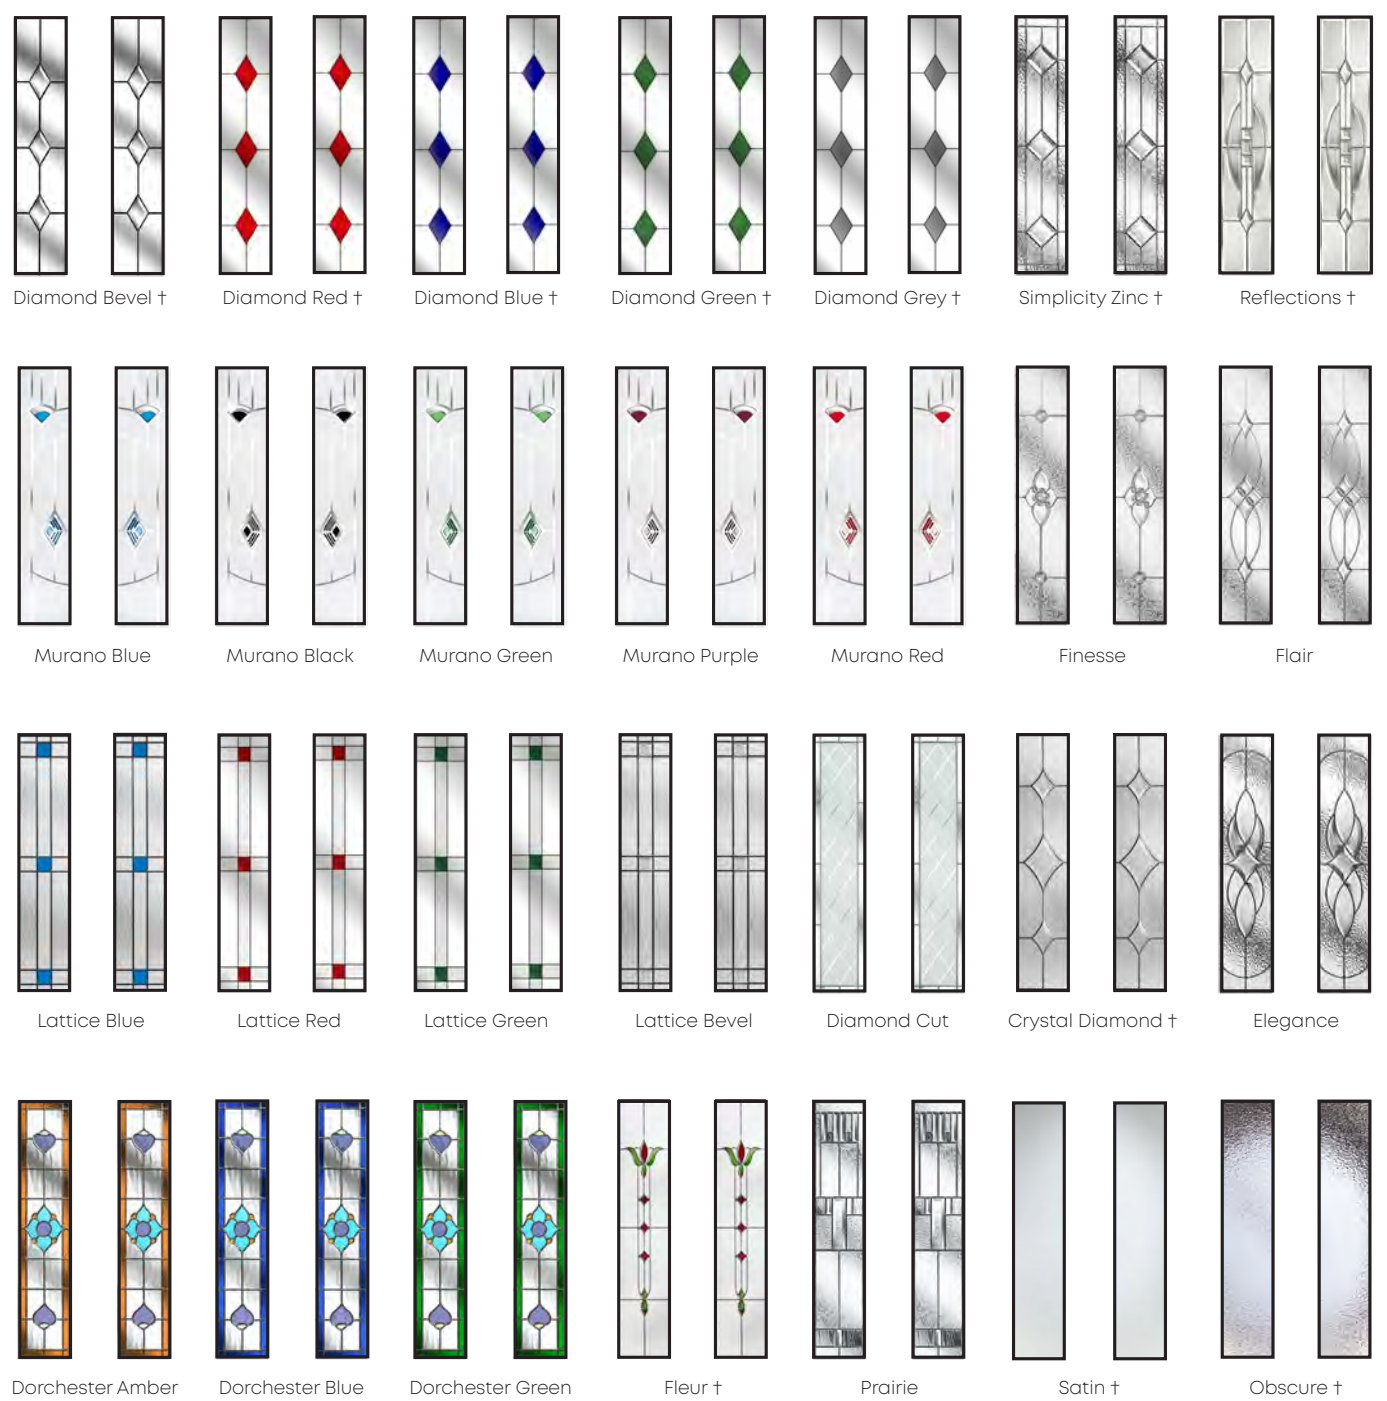 Diamond Bevel †
Diamond Red †
Diamond Blue †
Diamond Green †
Diamond Grey †
Simplicity Zinc †
Reflections †
Murano Blue
Murano Black
Murano Green
Murano Purple
Murano Red
Finesse
Flair
Lattice Blue
Lattice Red
Lattice Green
Lattice Bevel
Diamond Cut
Crystal Diamond †
Elegance
Dorchester Amber
Dorchester Blue
Dorchester Green
Fleur †
Prairie
Satin †
Obscure †